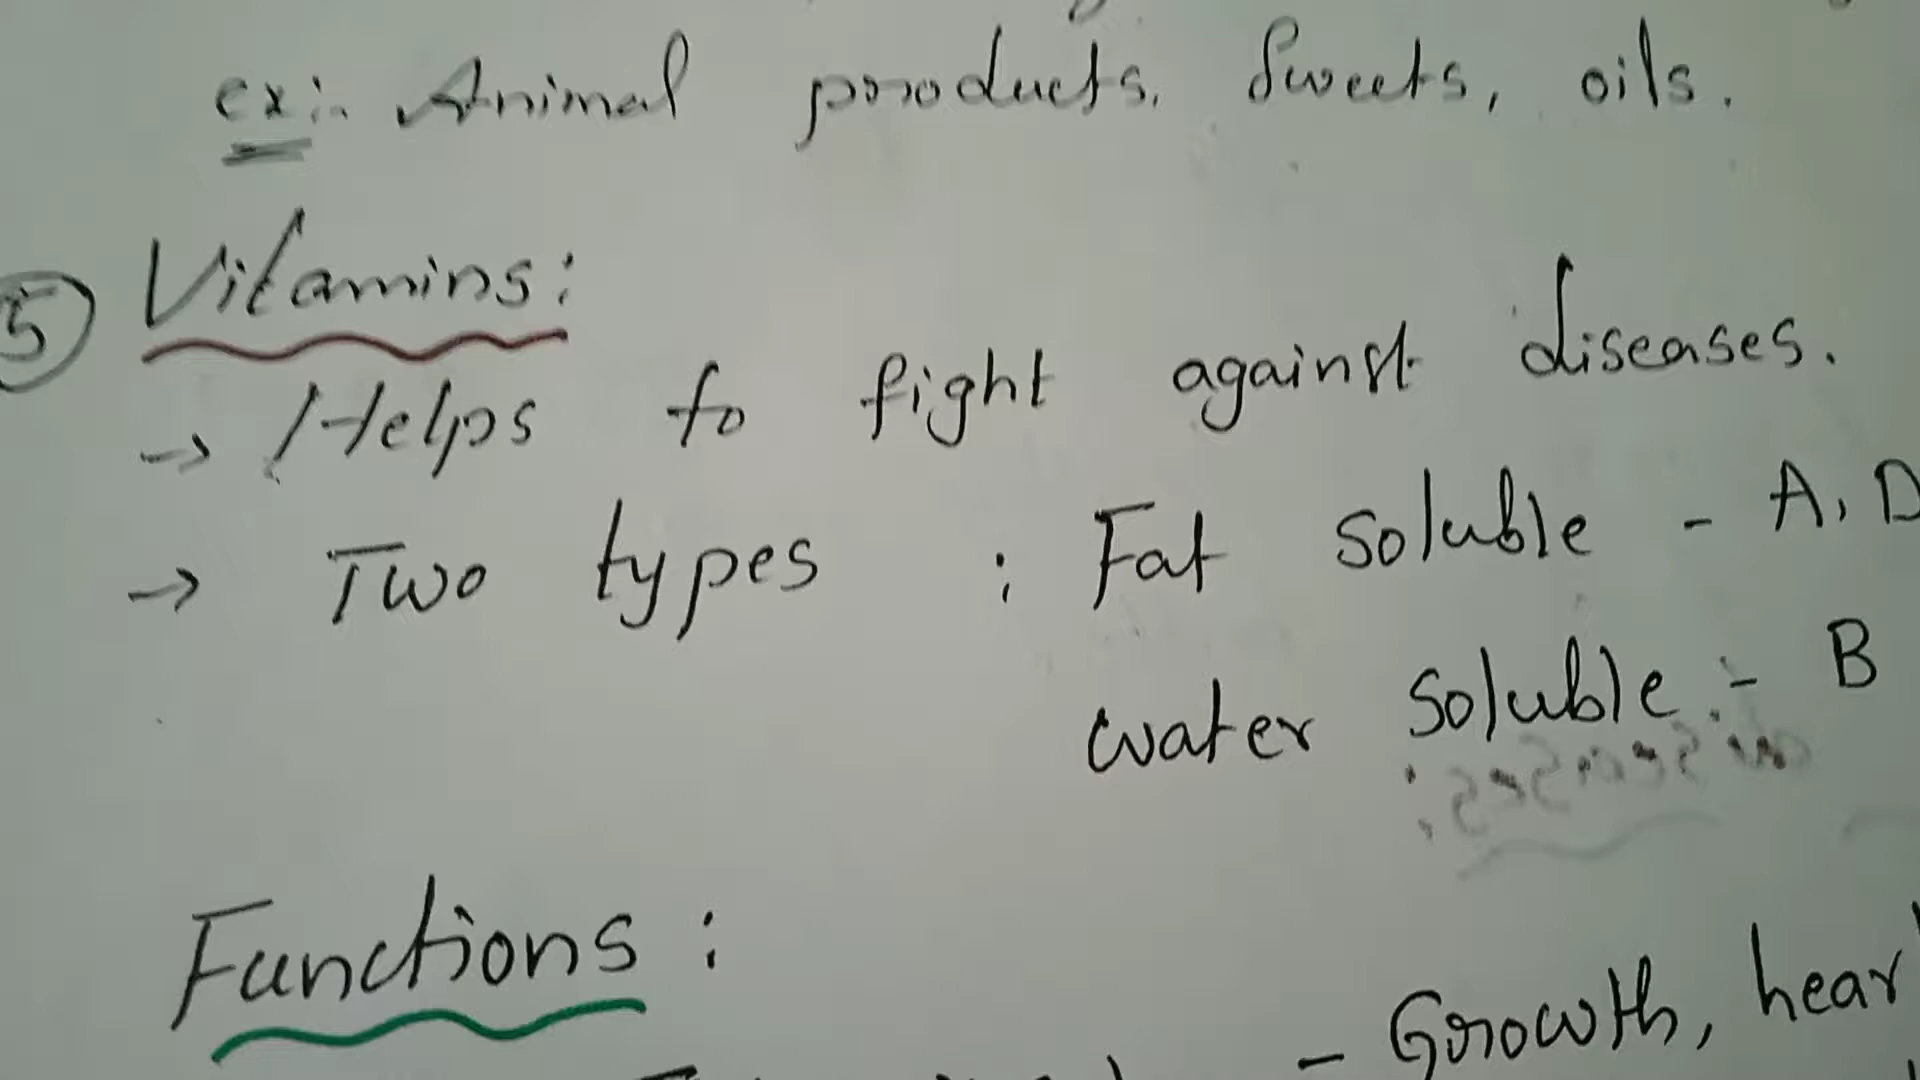 ex:- Animal products, Sweets, oils.
5 Vitamins:
→ Helps to fight against diseases.
→ Two types : Fat soluble - A, D
water soluble :- B
Functions :
- Growth, hear